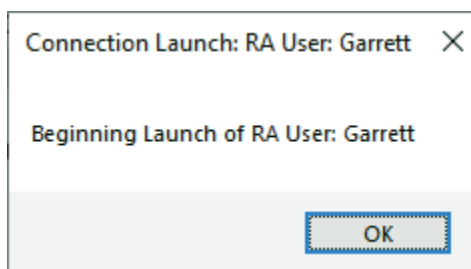 Connection Launch: RA User: Garrett
Beginning Launch of RA User: Garrett
OK